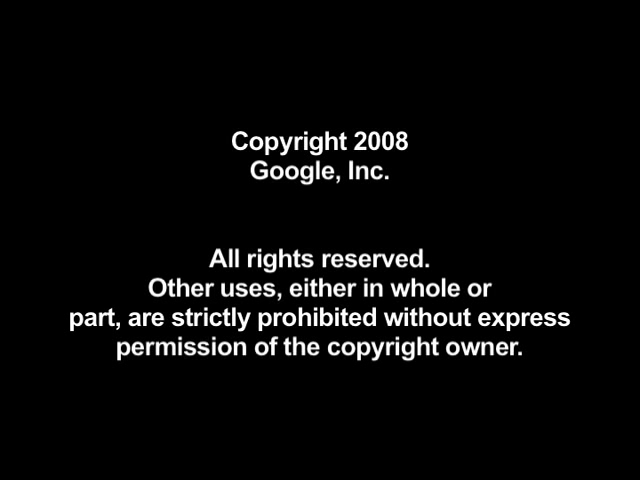 Copyright 2008
Google, Inc.
All rights reserved.
Other uses, either in whole or
part, are strictly prohibited without express
permission of the copyright owner.